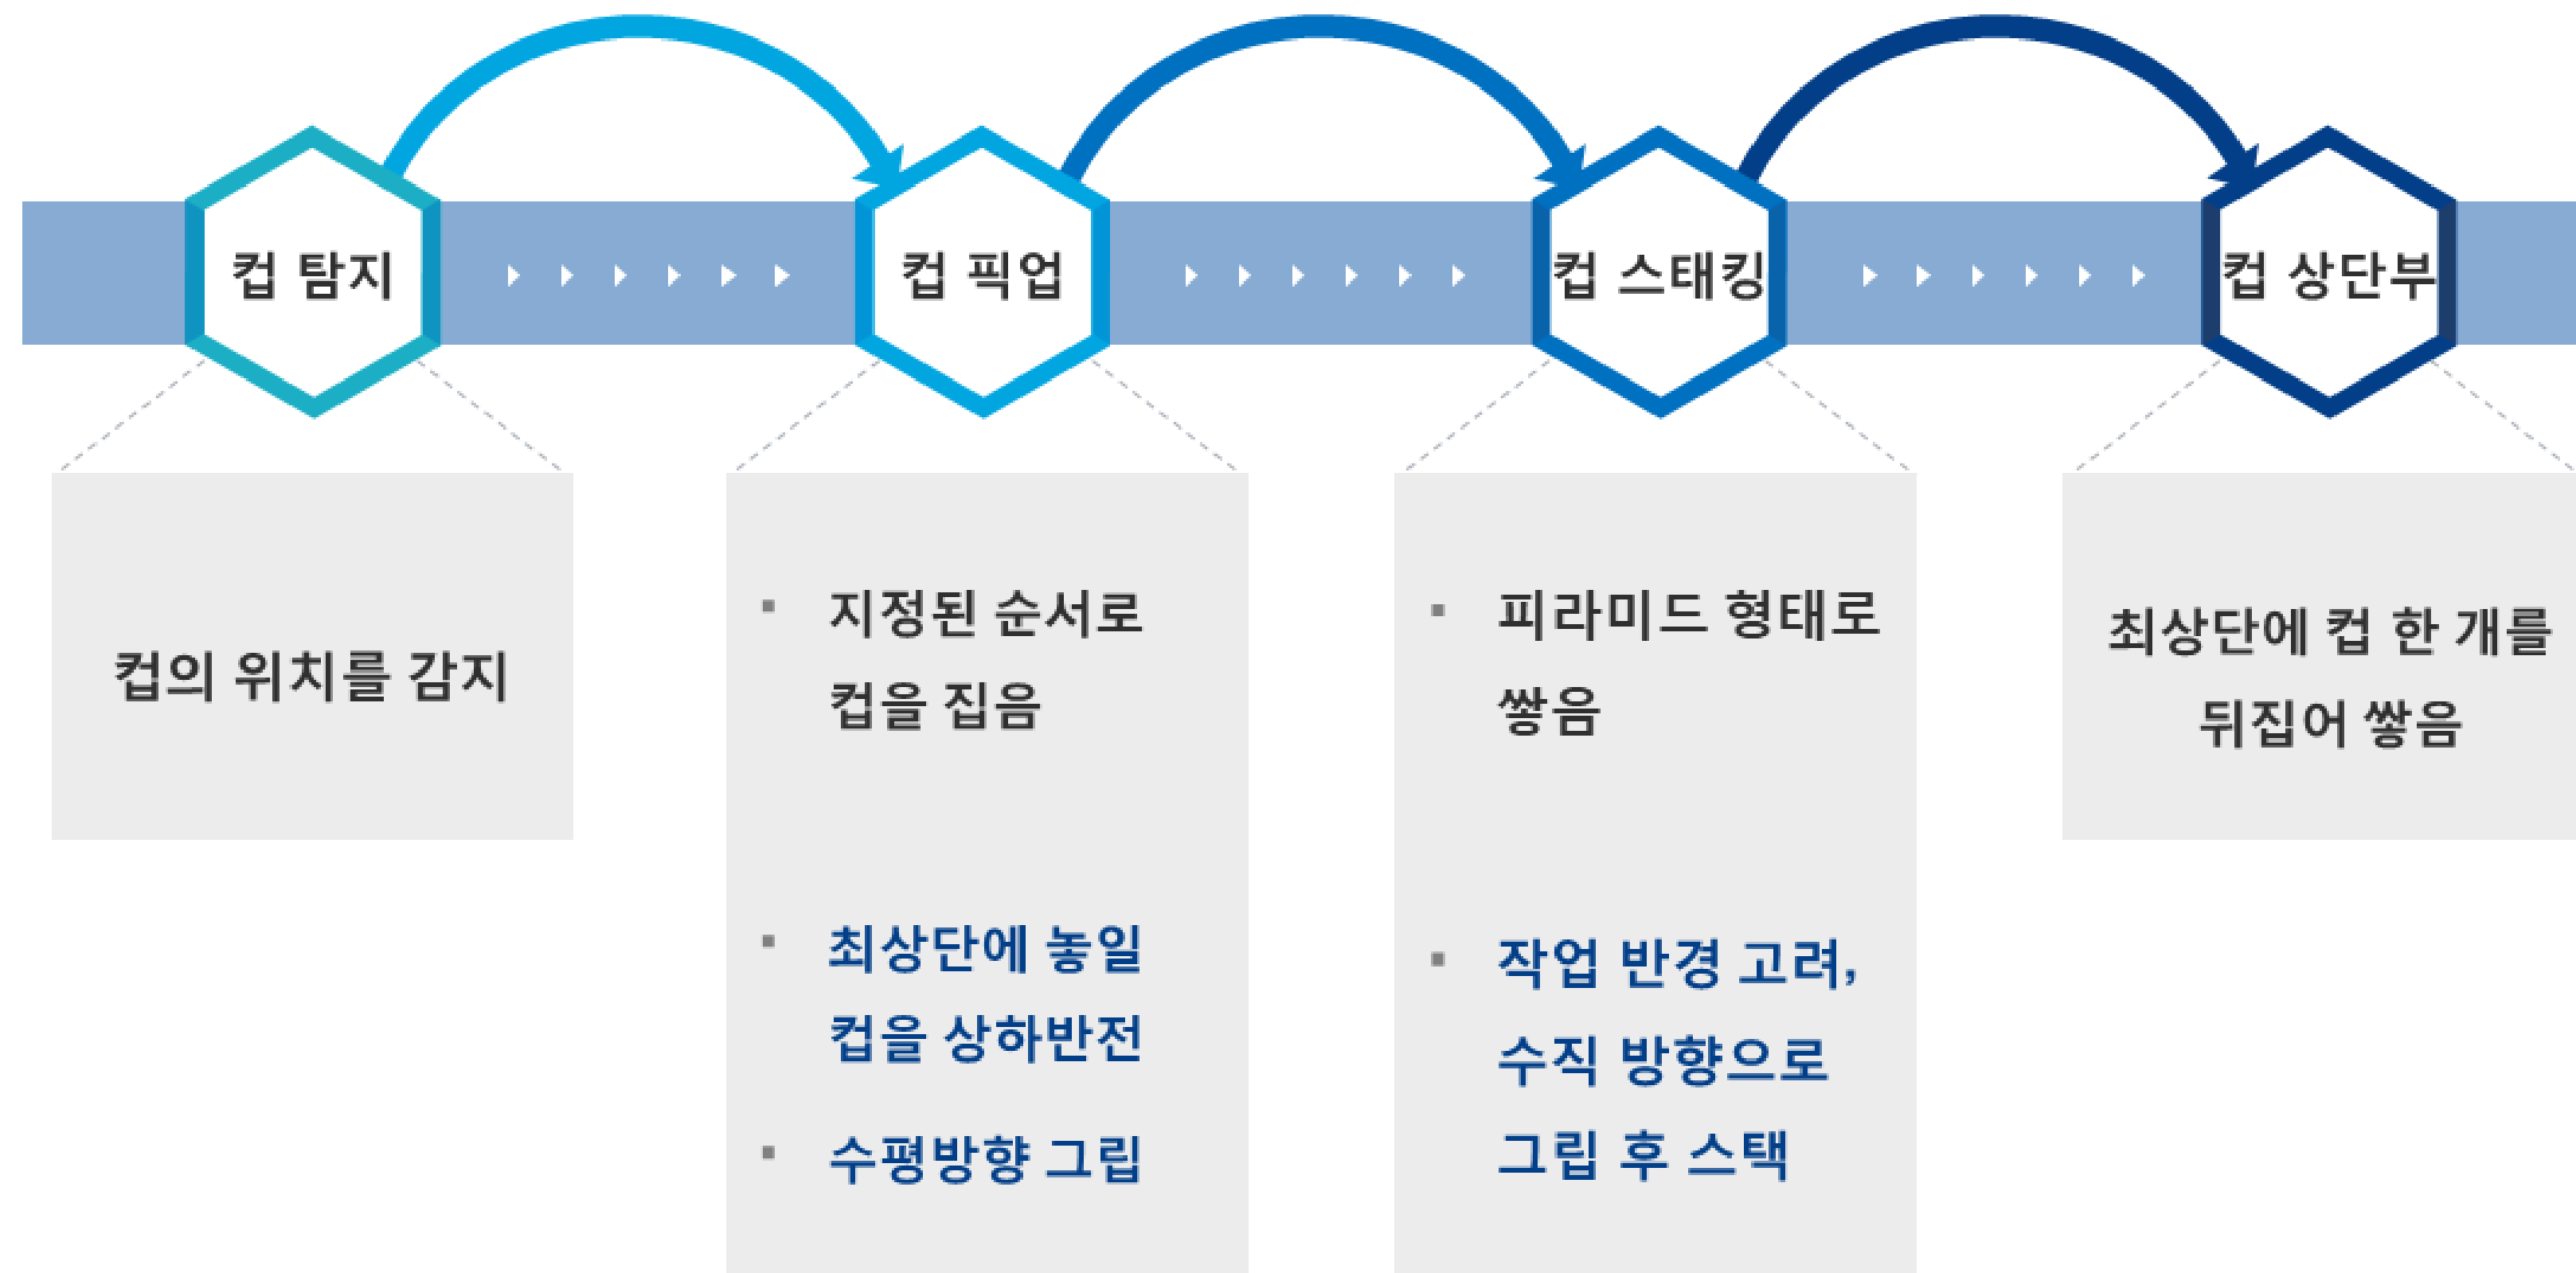 컵 탐지
컵 픽업
컵 스태킹
컵 상단부
컵의 위치를 감지
▪ 지정된 순서로
컵을 집음
▪ 최상단에 놓일
컵을 상하반전
▪ 수평방향 그립
▪ 피라미드 형태로
쌓음
▪ 작업 반경 고려,
수직 방향으로
그립 후 스택
최상단에 컵 한 개를
뒤집어 쌓음